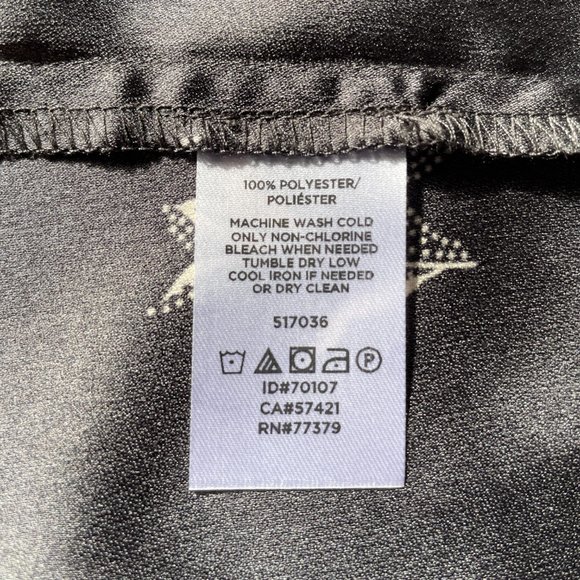 100% POLYESTER/
POLIÉSTER
MACHINE WASH COLD
ONLY NON-CHLORINE
BLEACH WHEN NEEDED
TUMBLE DRY LOW
COOL IRON IF NEEDED
OR DRY CLEAN
517036
P
ID#70107
CA#57421
RN#77379